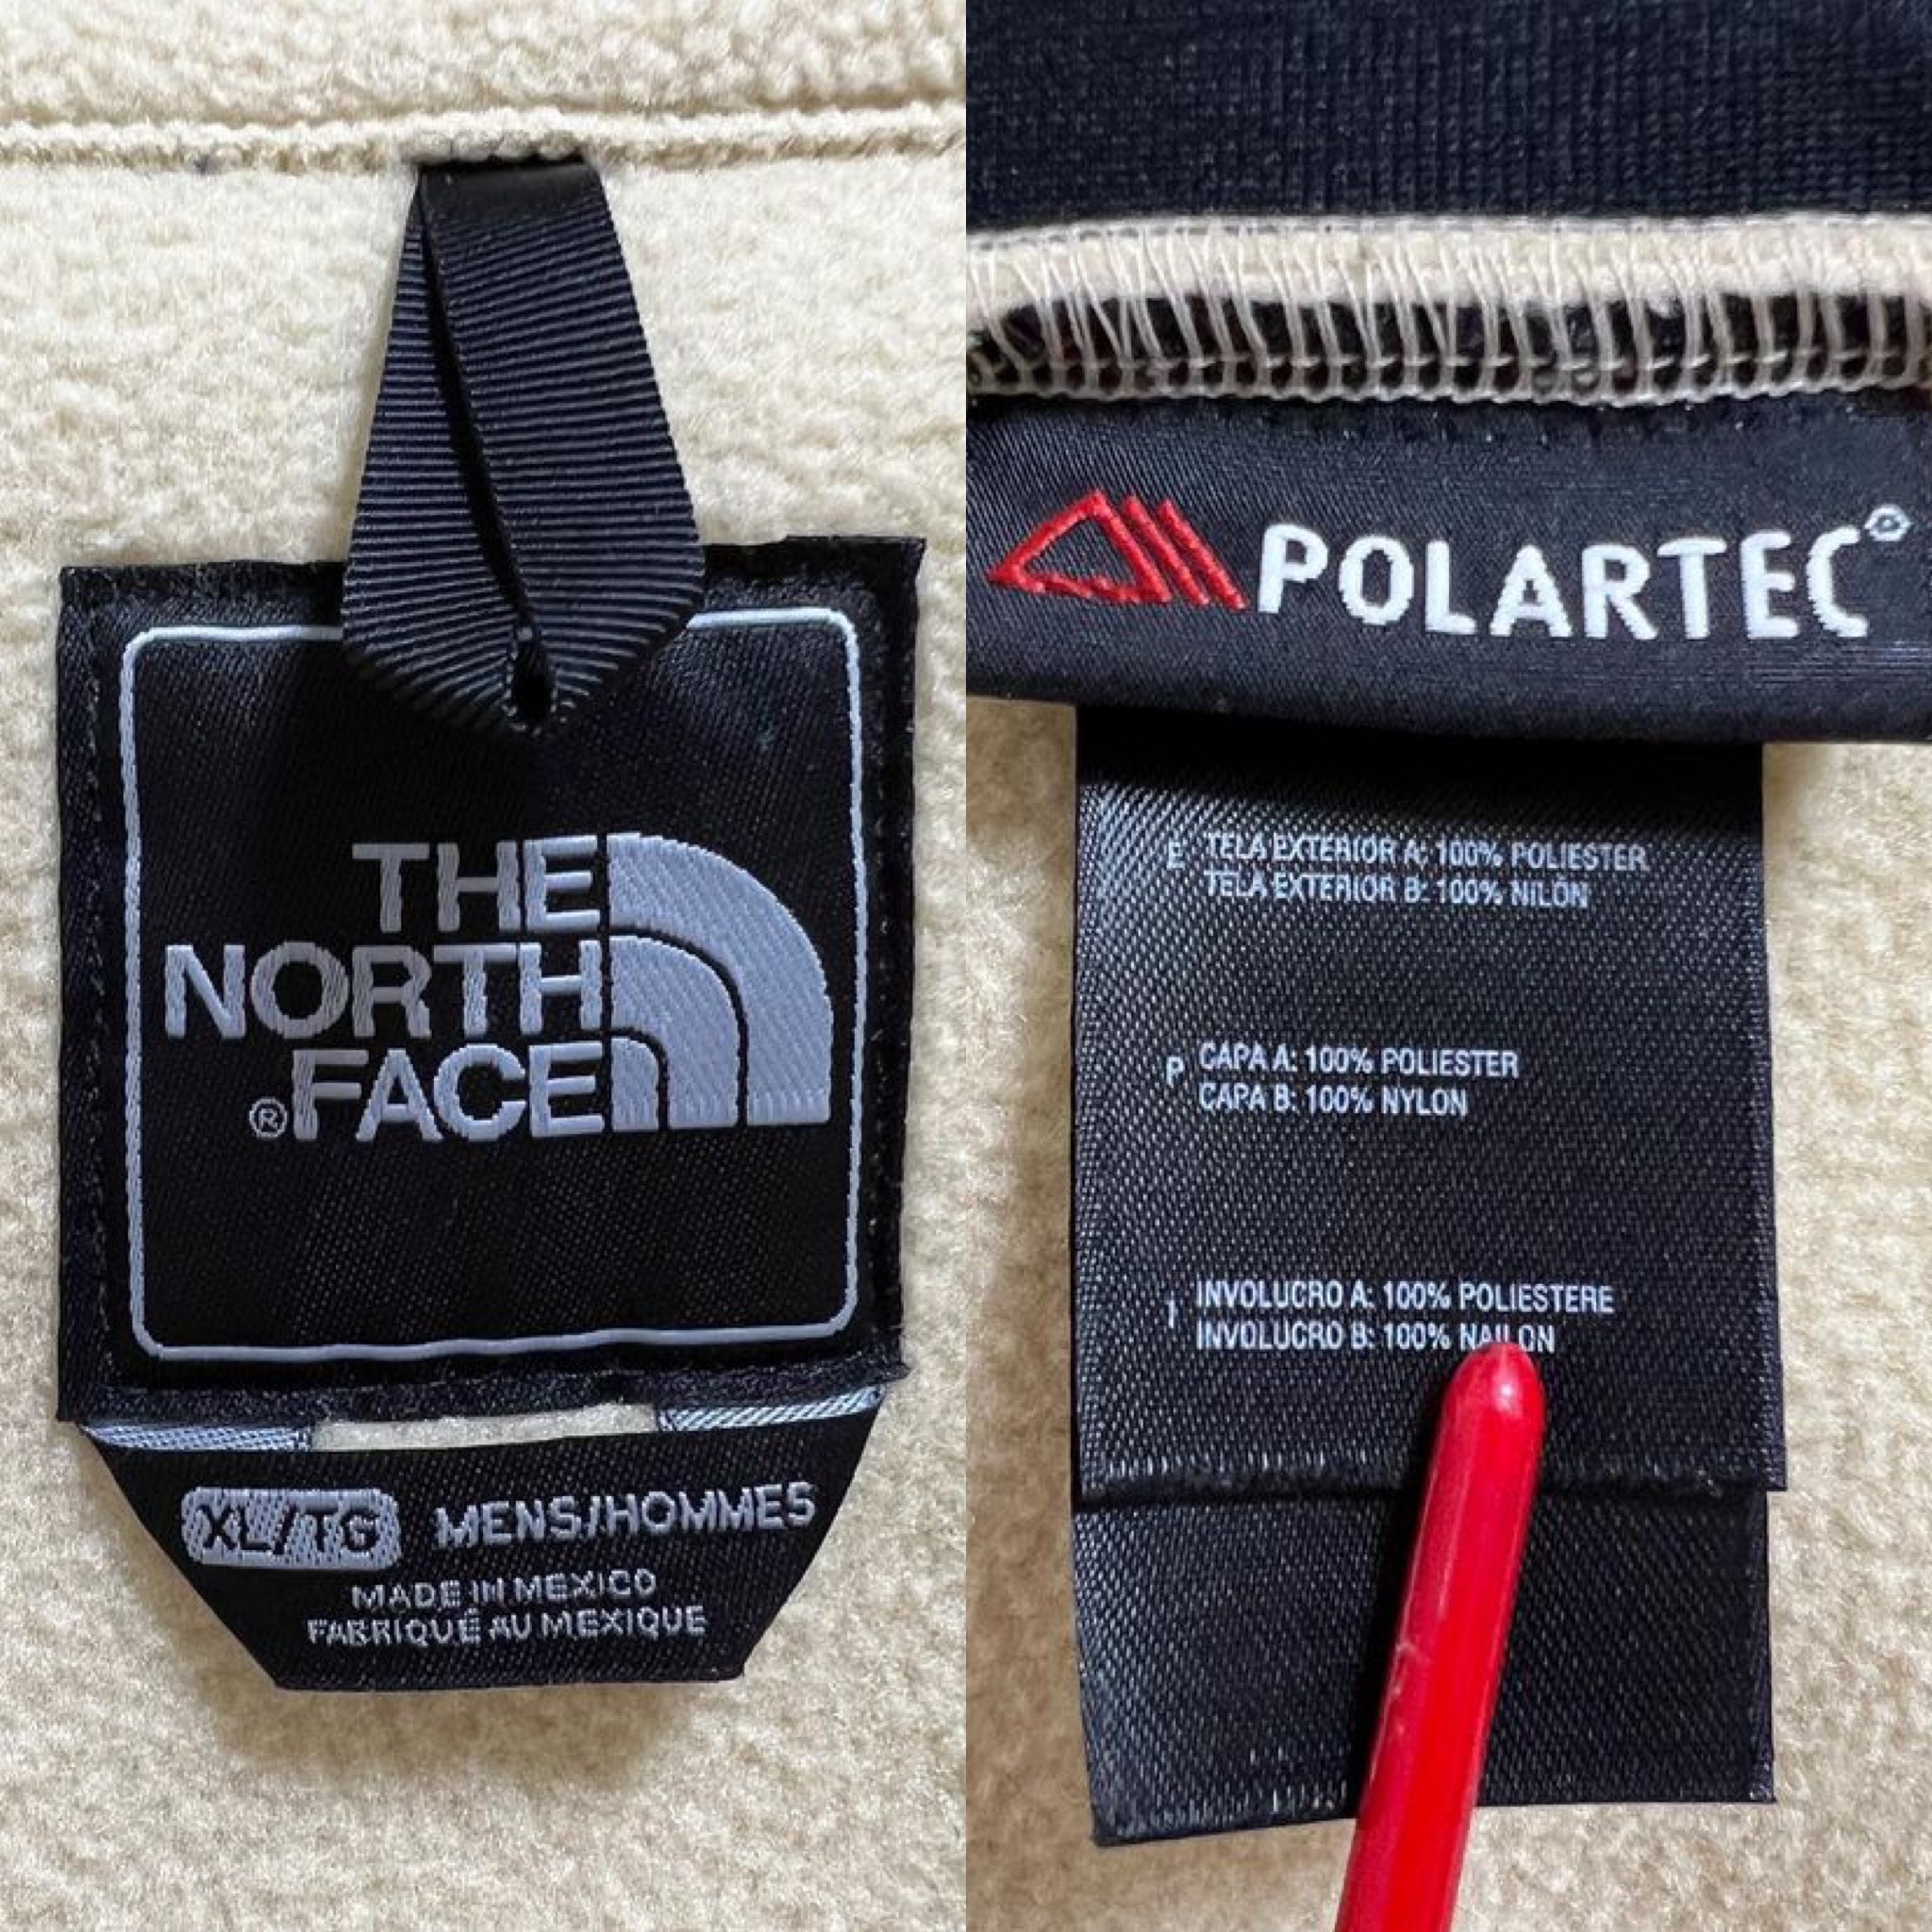 THE
NORTH
® FACE
XL/TG MENS/HOMMES
MADE IN MEXICO
FABRIQUÉ AU MEXIQUE
POLARTEC®
E TELA EXTERIOR A: 100% POLIESTER
TELA EXTERIOR B: 100% NILÓN
P CAPA A: 100% POLIESTER
CAPA B: 100% NYLON
I INVOLUCRO A: 100% POLIESTERE
INVOLUCRO B: 100% NAILON